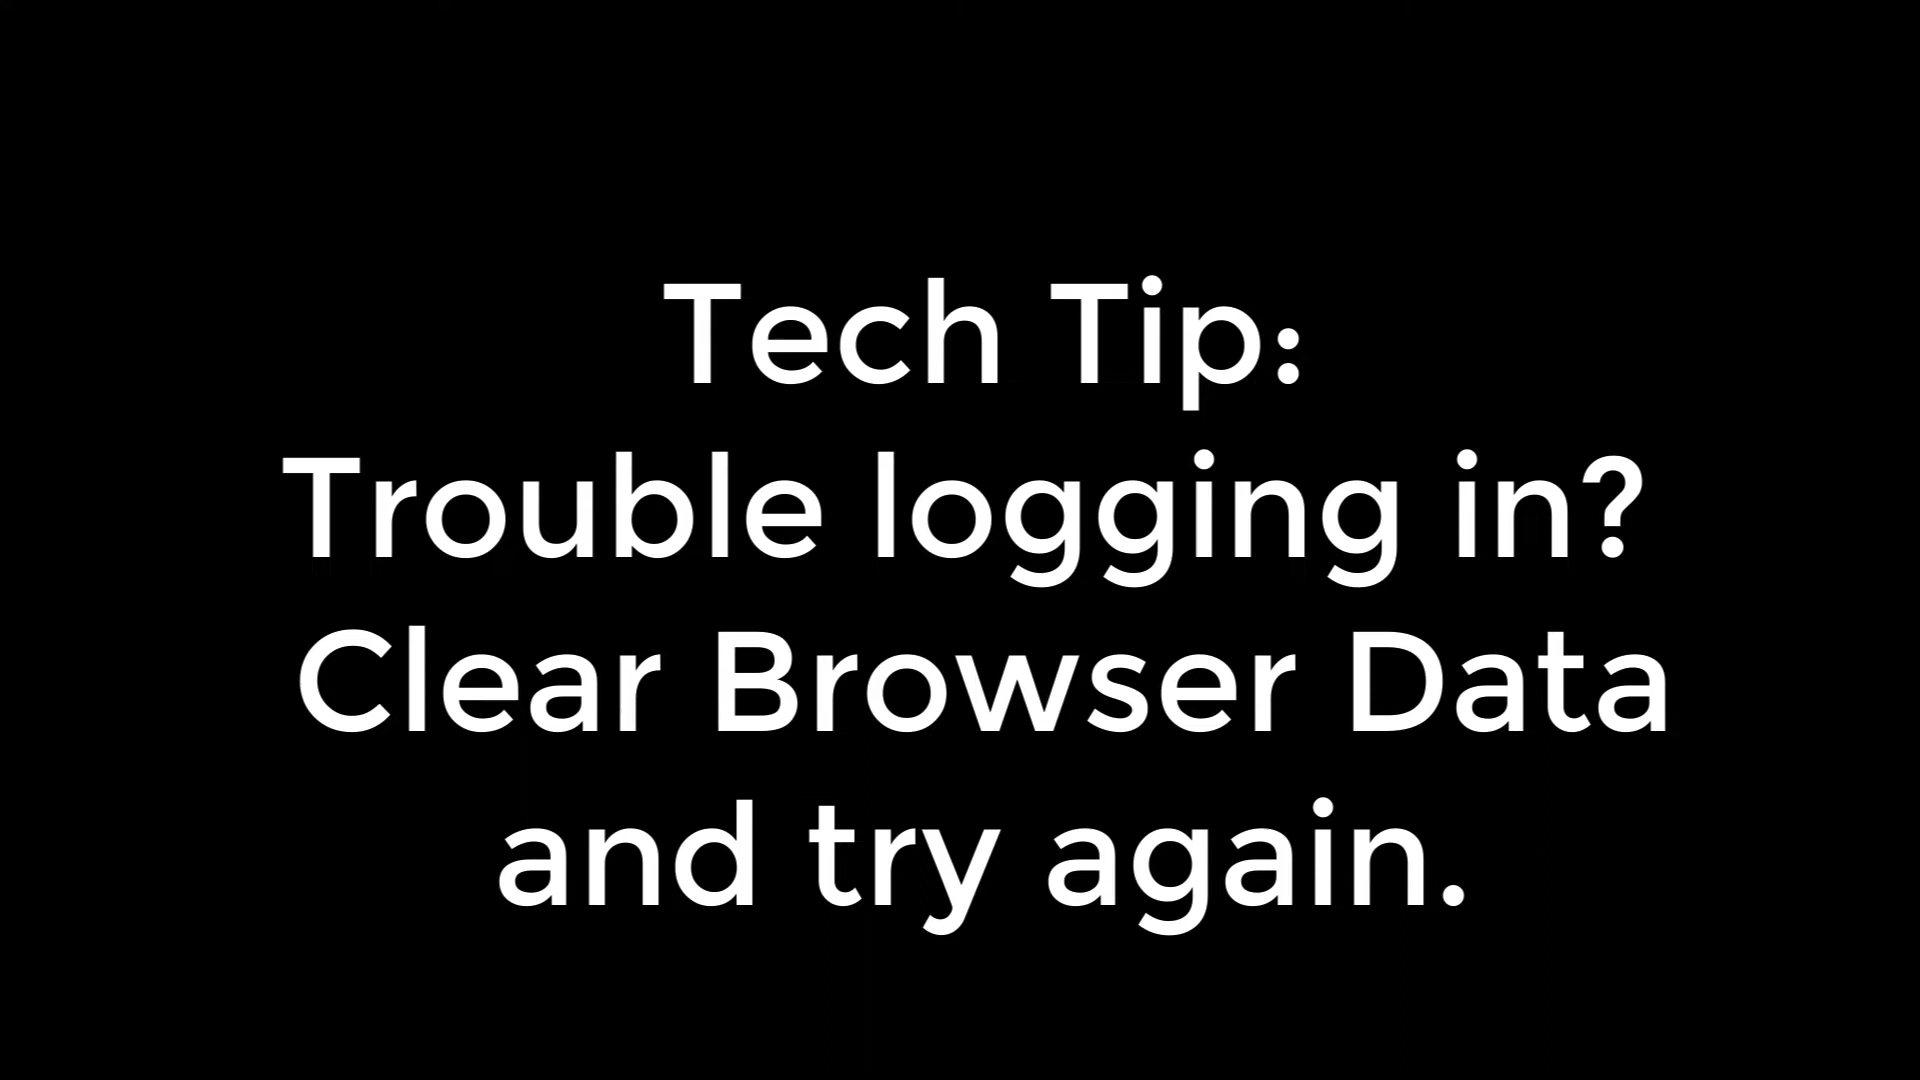 Tech Tip:
Trouble logging in?
Clear Browser Data
and try again.